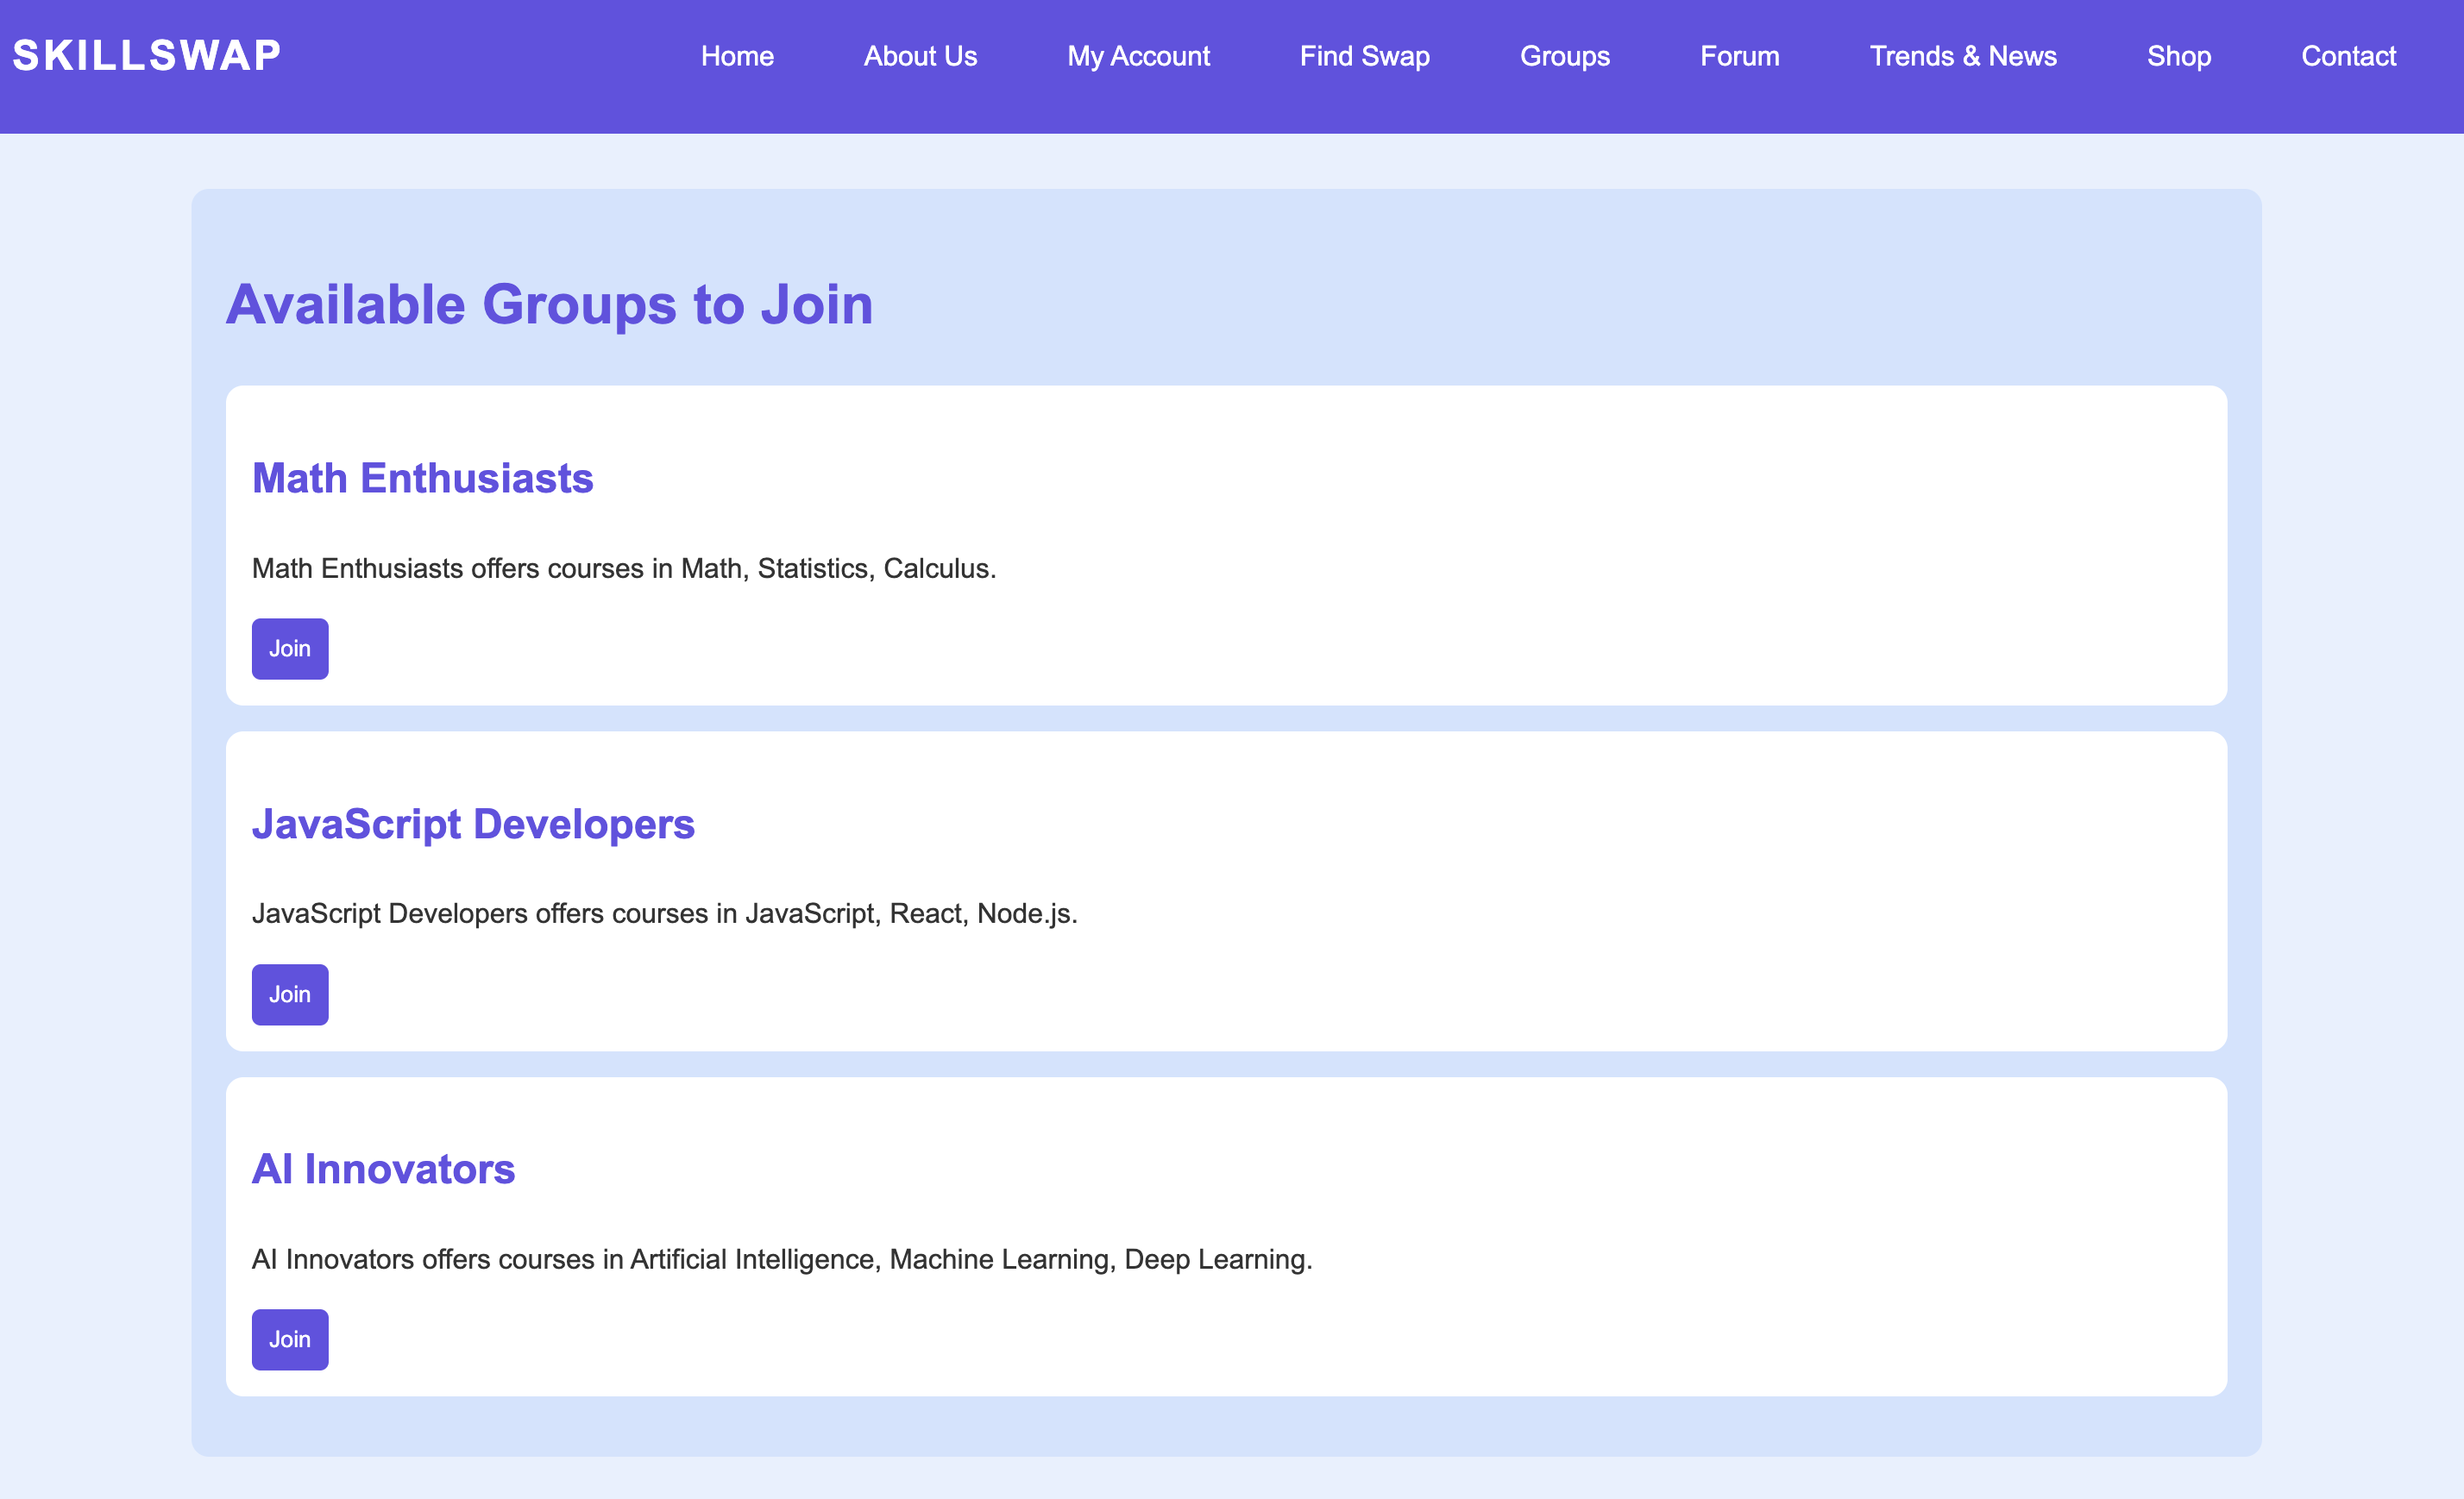 SKILLSWAP
Home About Us My Account Find Swap Groups Forum Trends & News Shop Contact
Available Groups to Join
Math Enthusiasts
Math Enthusiasts offers courses in Math, Statistics, Calculus.
Join
JavaScript Developers
JavaScript Developers offers courses in JavaScript, React, Node.js.
Join
AI Innovators
AI Innovators offers courses in Artificial Intelligence, Machine Learning, Deep Learning.
Join